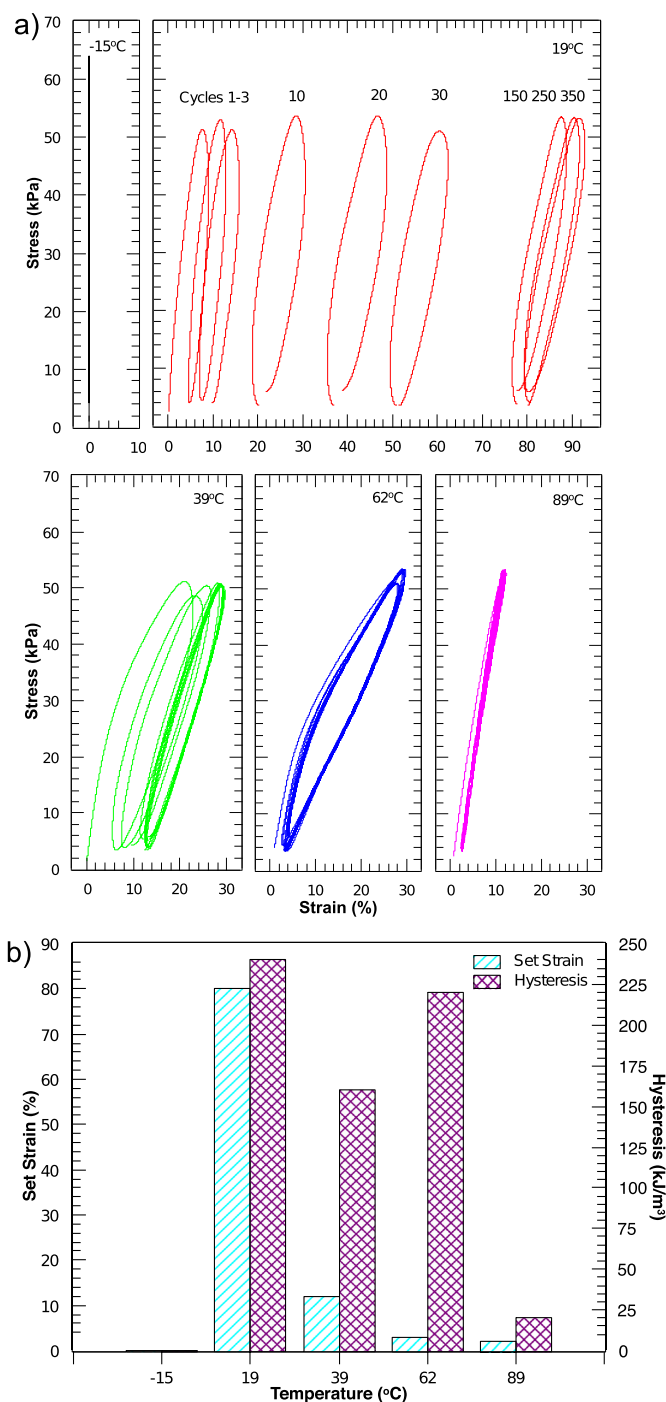 a)
-15°C
19°C
Cycles 1-3 10 20 30 150 250 350
Stress (kPa)
70
60
50
40
30
20
10
0
0 10
0 10 20 30 40 50 60 70 80 90
39°C
62°C
89°C
Stress (kPa)
70
60
50
40
30
20
10
0
0 10 20 30
0 10 20 30
0 10 20 30
Strain (%)
b)
Set Strain
Hysteresis
Set Strain (%)
90
80
70
60
50
40
30
20
10
0
250
225
200
175
150
125
100
75
50
25
0
Hysteresis (kJ/m³)
-15 19 39 62 89
Temperature (°C)